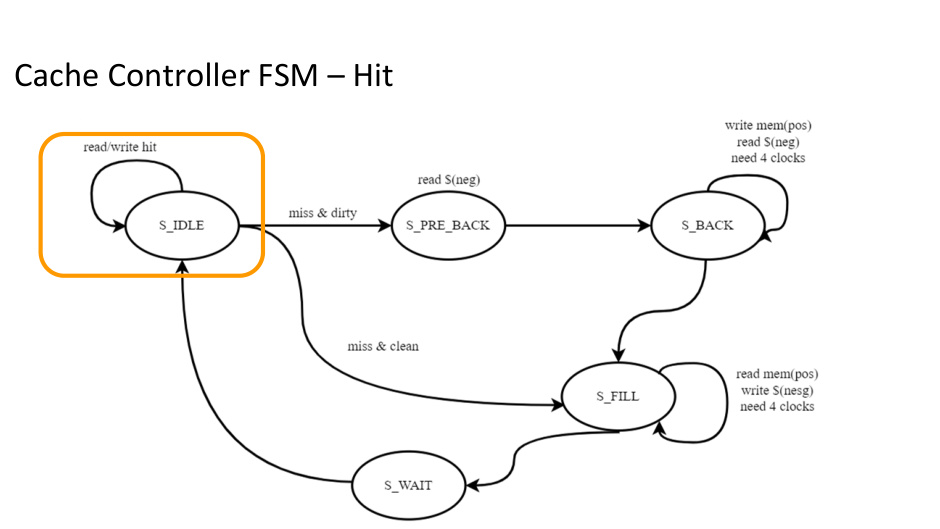 Cache Controller FSM – Hit
write mem(pos)
read S(neg)
need 4 clocks
read/write hit
read S(neg)
miss & dirty
S_IDLE
S_PRE_BACK
S_BACK
miss & clean
read mem(pos)
write S(nesg)
need 4 clocks
S_FILL
S_WAIT